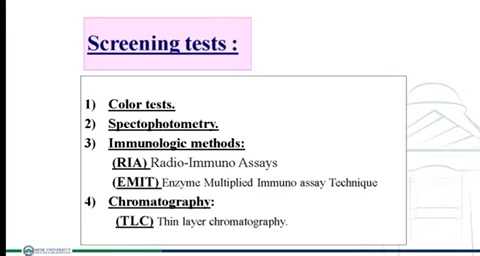 Screening tests :
1) Color tests.
2) Spectophotometry.
3) Immunologic methods:
(RIA) Radio-Immuno Assays
(EMIT) Enzyme Multiplied Immuno assay Technique
4) Chromatography:
(TLC) Thin layer chromatography.